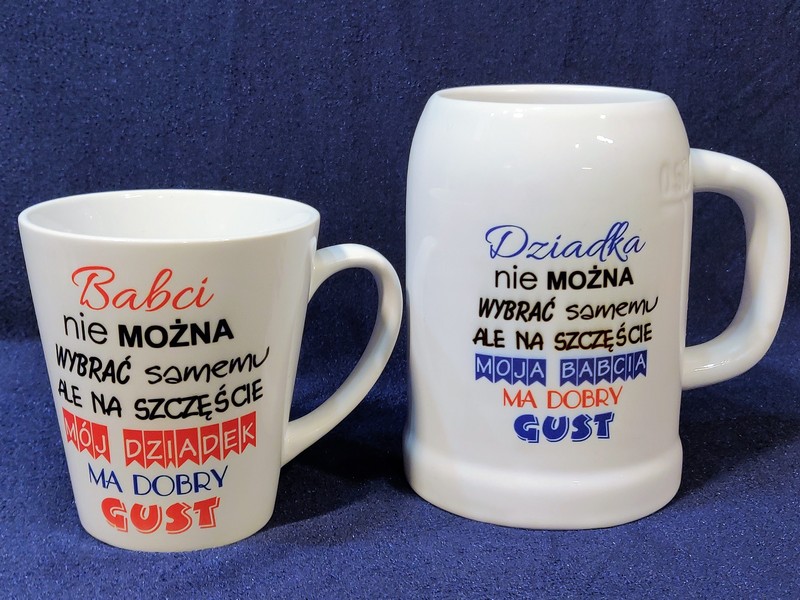 Babci
nie MOŻNA
WYBRAĆ samemu
ALE NA SZCZĘŚCIE
MÓJ DZIADEK
MA DOBRY
GUST
Dziadka
nie MOŻNA
WYBRAĆ samemu
ALE NA SZCZĘŚCIE
MOJA BABCIA
MA DOBRY
GUST